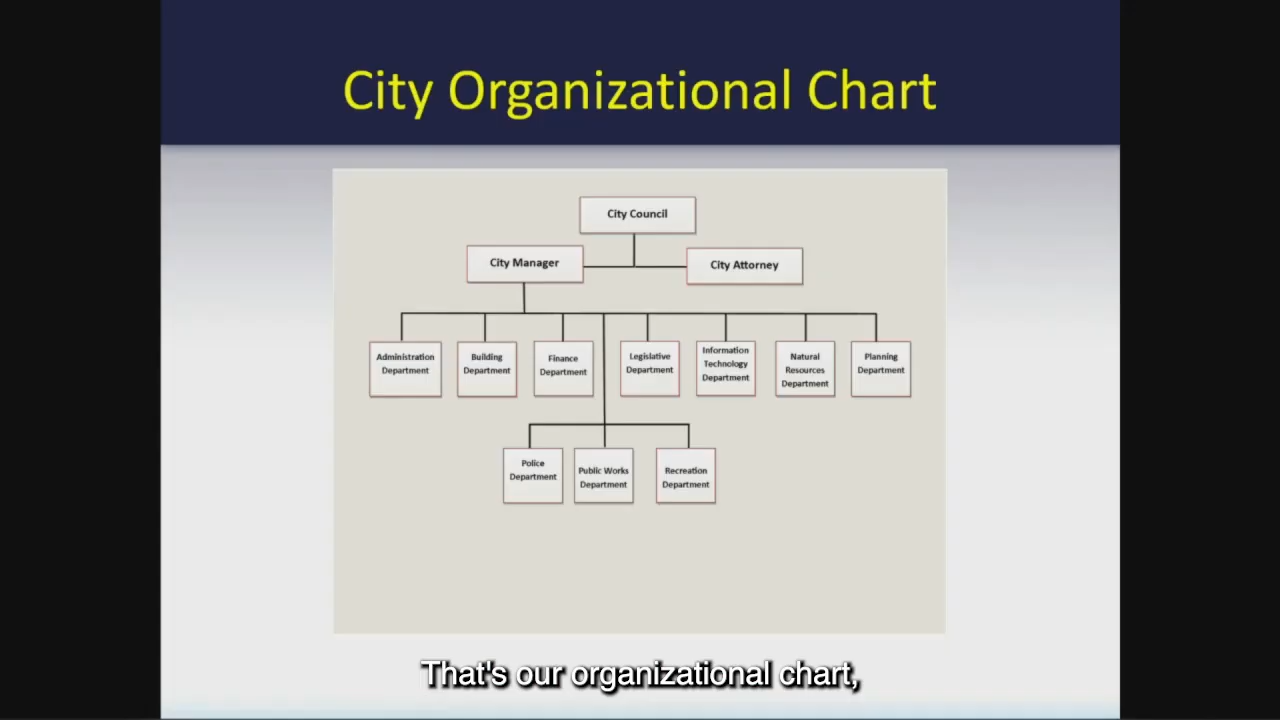 City Organizational Chart
City Council
City Manager
City Attorney
Administration
Department
Building
Department
Finance
Department
Legislative
Department
Information
Technology
Department
Natural
Resources
Department
Planning
Department
Police
Department
Public Works
Department
Recreation
Department
That's our organizational chart,